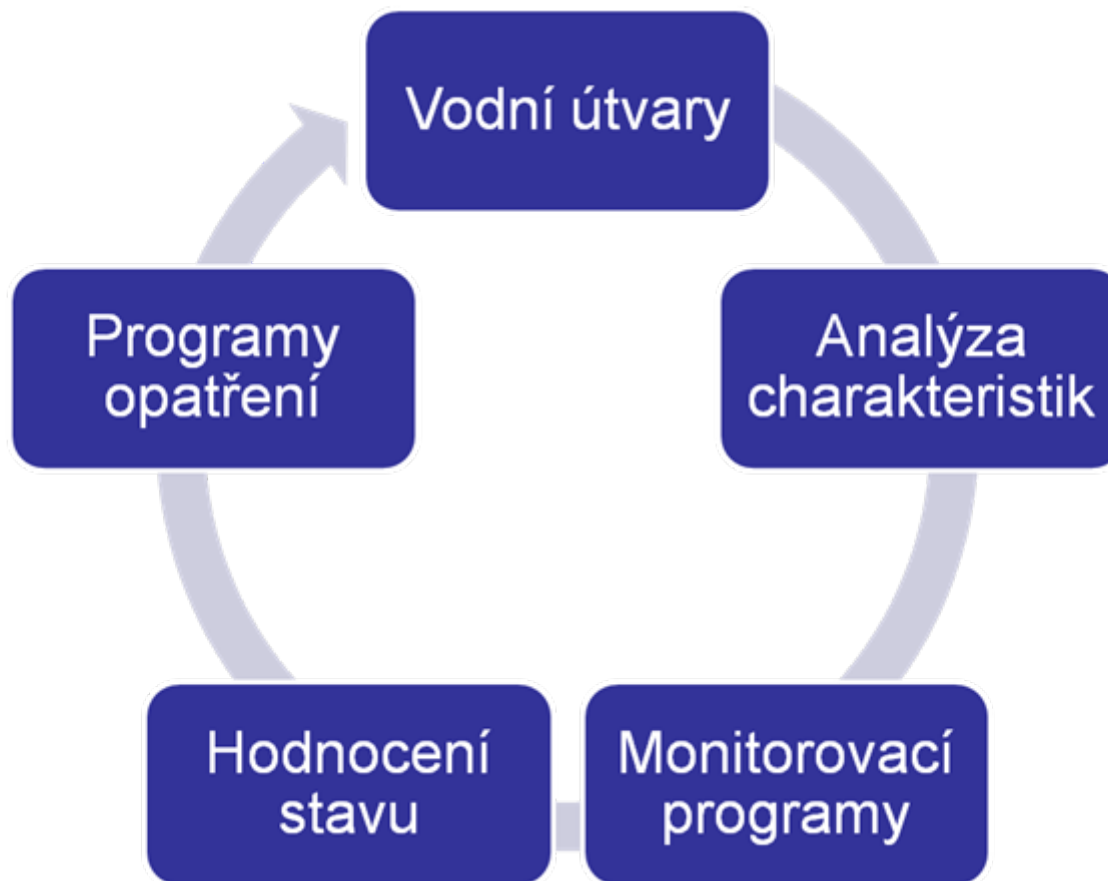 Vodní útvary
Analýza
charakteristik
Monitorovací
programy
Hodnocení
stavu
Programy
opatření